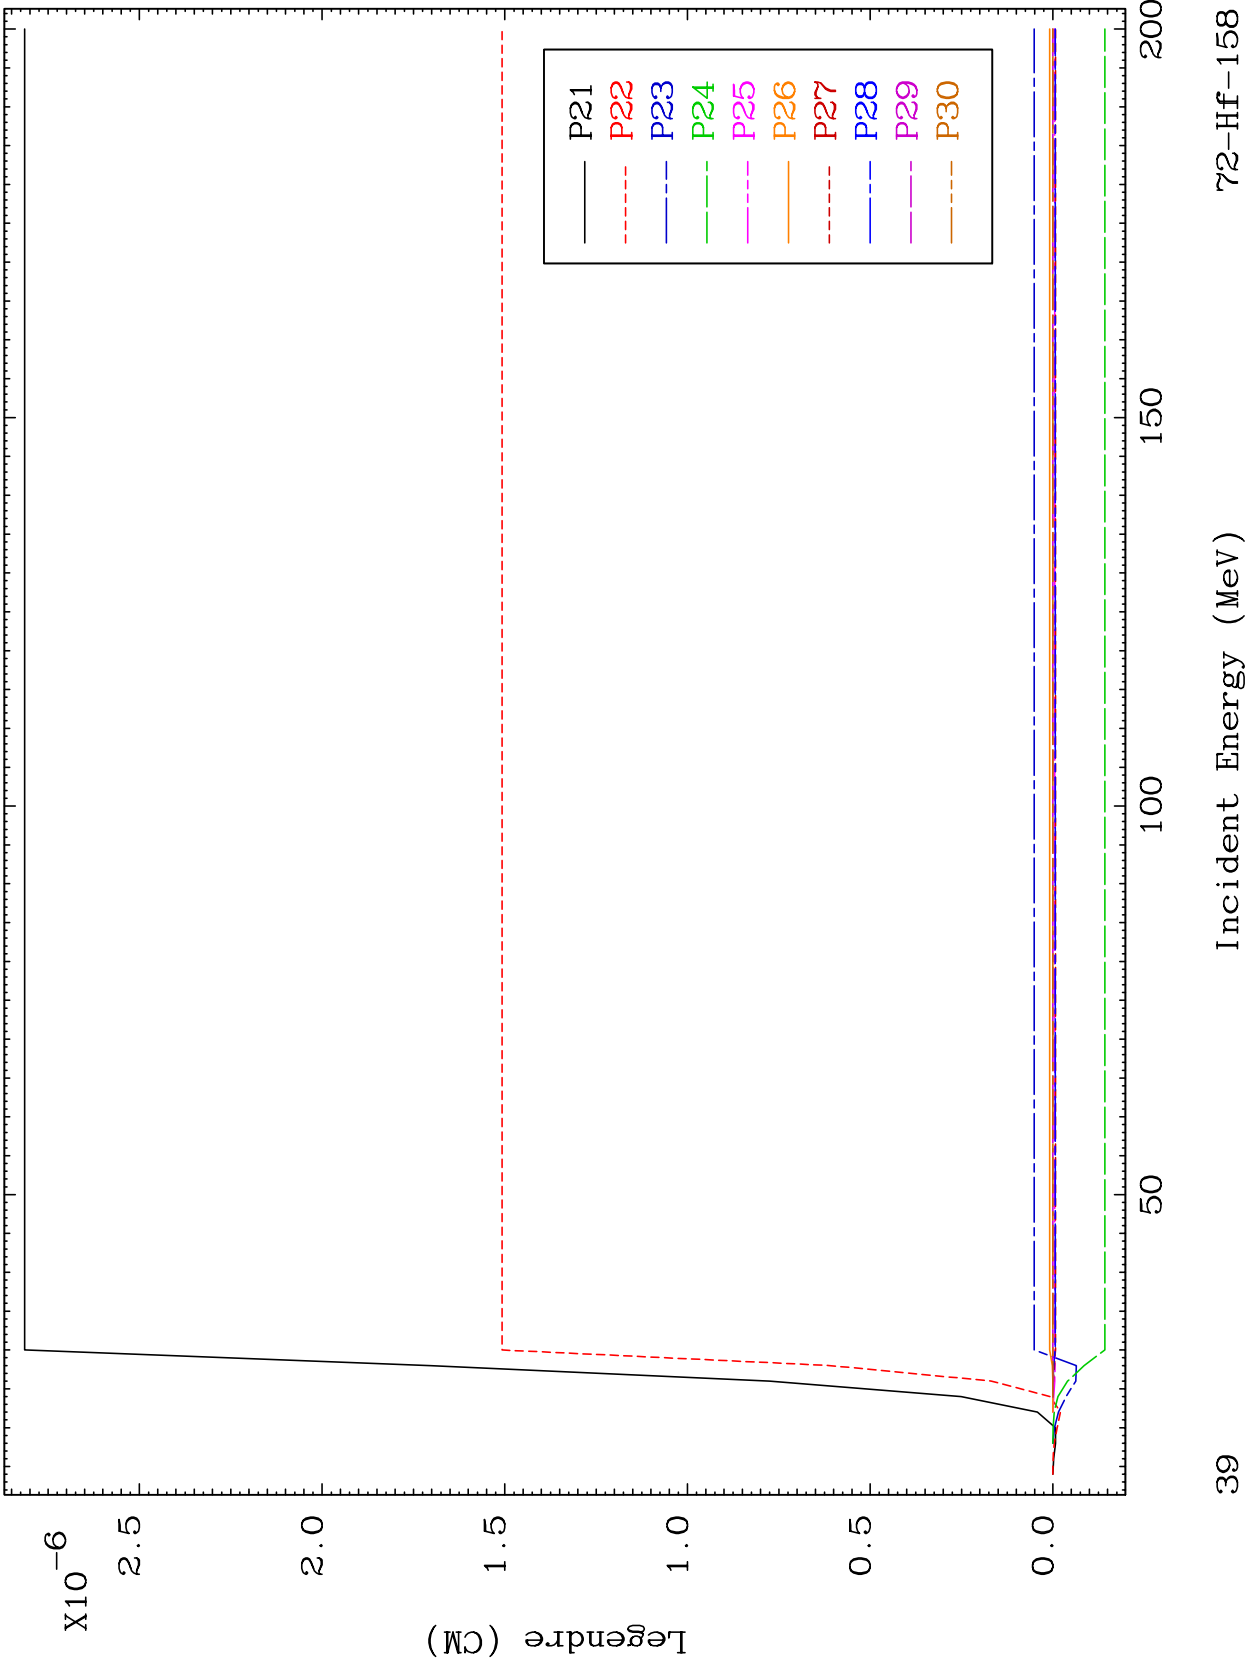 X10-6
2.5
2.0
1.5
1.0
0.5
0.0
Legendre (CM)
P21
P22
P23
P24
P25
P26
P27
P28
P29
P30
50
100
150
200
39
Incident Energy (MeV)
72-Hf-158